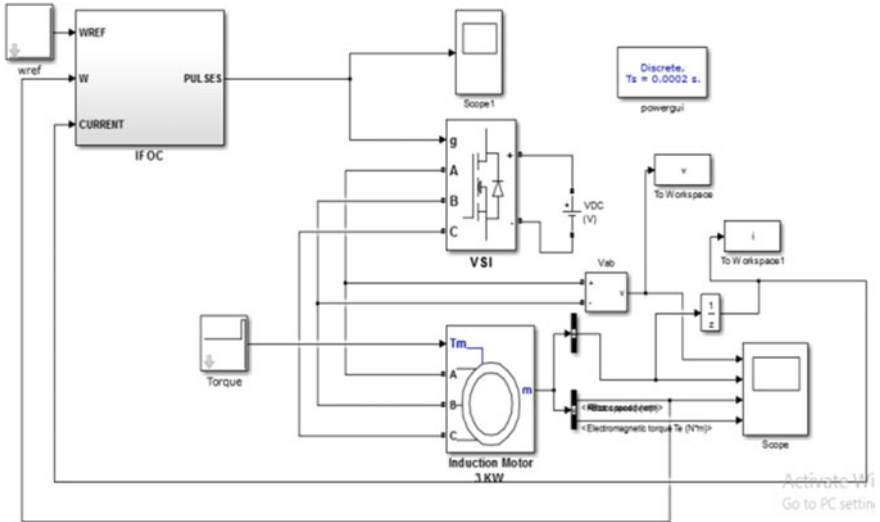 WREF
wref
W
PULSES
CURRENT
IFOC
Scope1
Discrete,
Ts = 0.0002 s.
powergui
g
A
B
C
+
-
VSI
+
VDC
(V)
v
To Workspace
i
To Workspace1
Vab
+
-
v
1
z
Torque
Tm
A
B
C
m
Induction Motor
3 KW
<Electromagnetic torque Te (N*m)>
Scope
Activate Wi
Go to PC setting